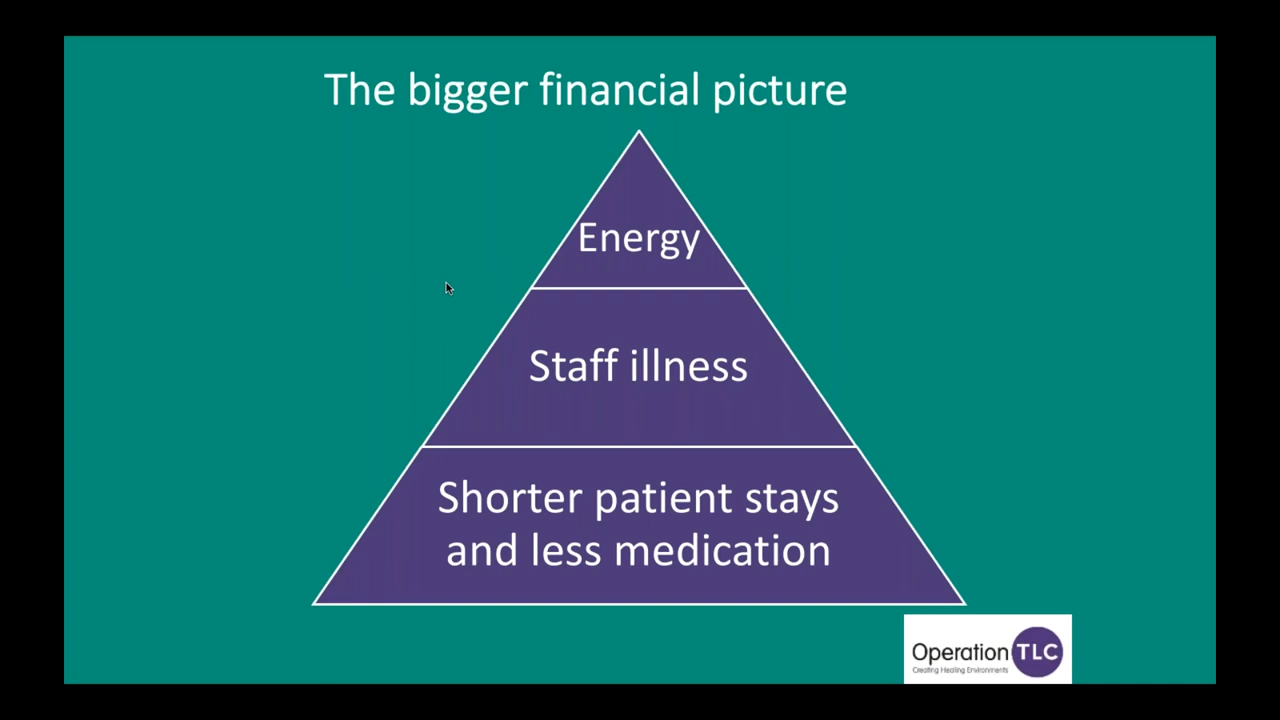 The bigger financial picture
Energy
Staff illness
Shorter patient stays
and less medication
Operation TLC
Creating Healing Environments